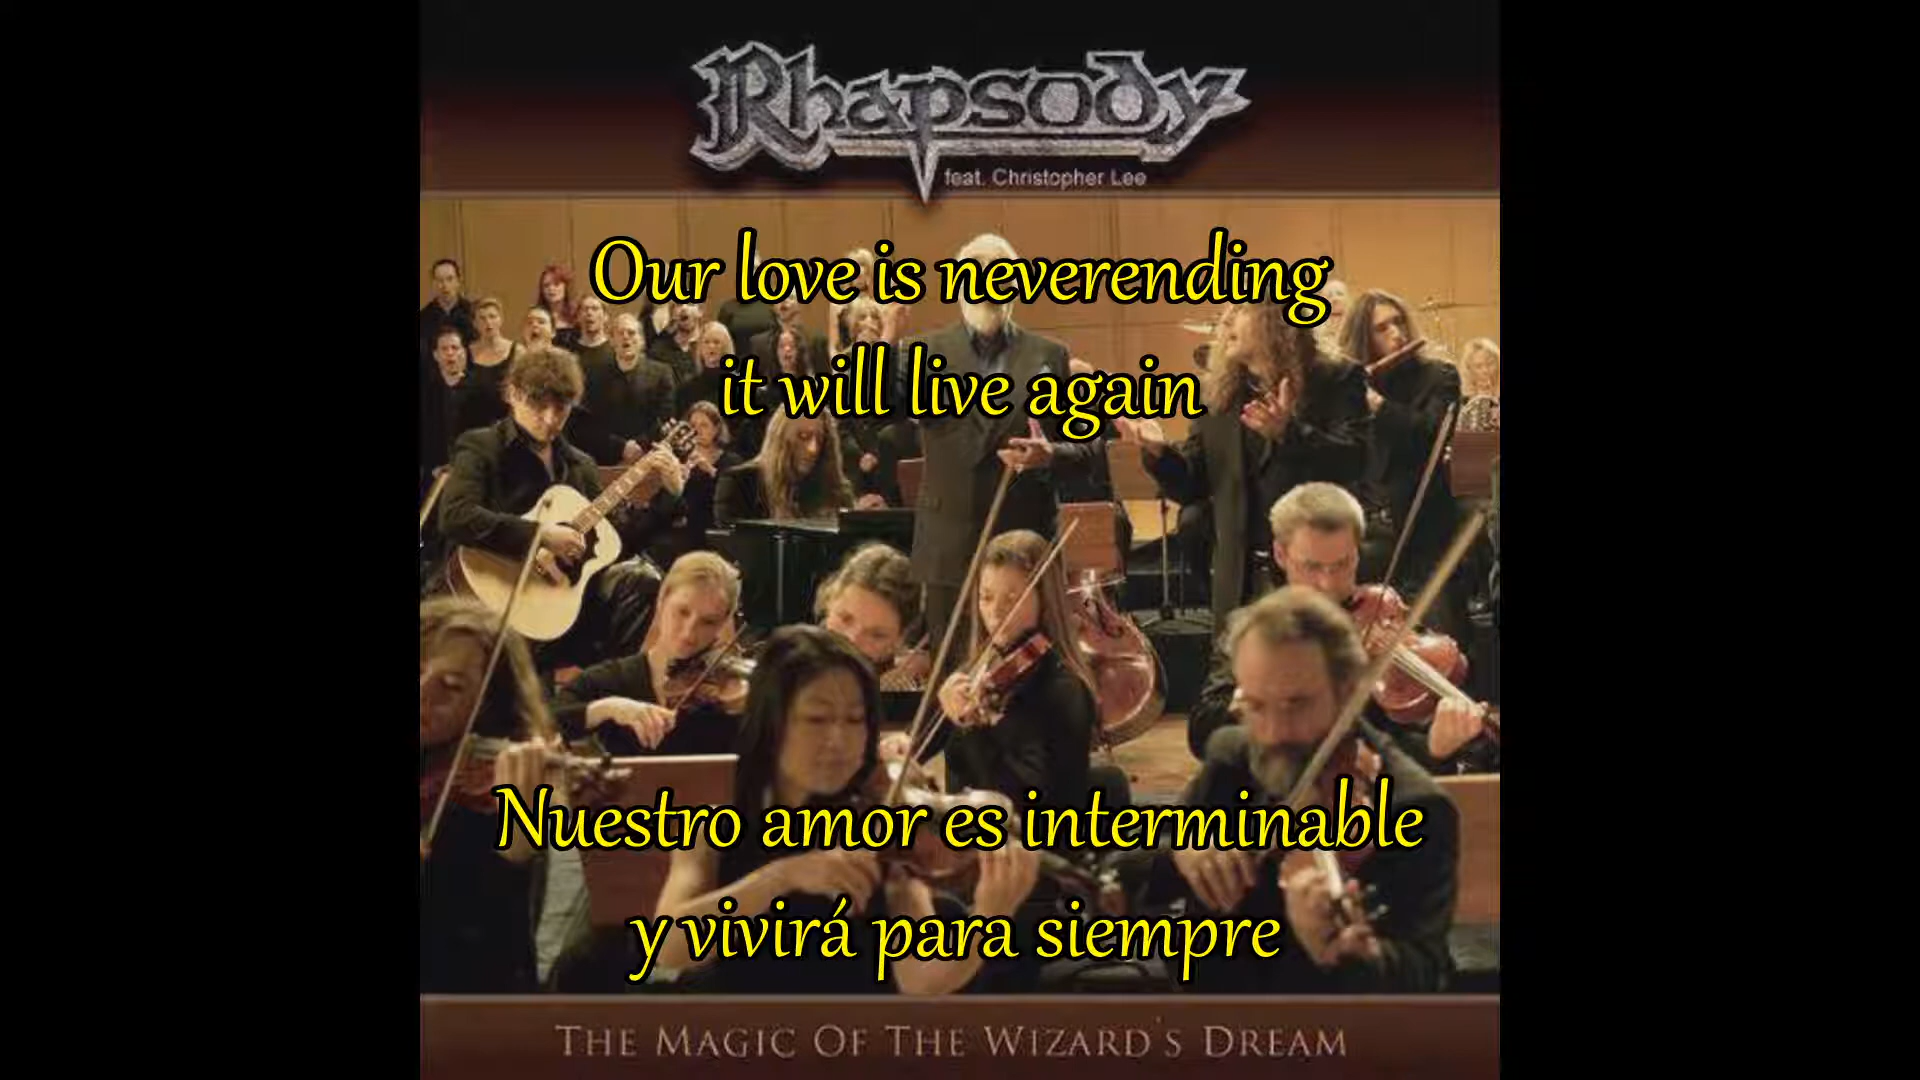 Rhapsody
feat. Christopher Lee
Our love is neverending
it will live again
Nuestro amor es interminable
y vivirá para siempre
THE MAGIC OF THE WIZARD'S DREAM